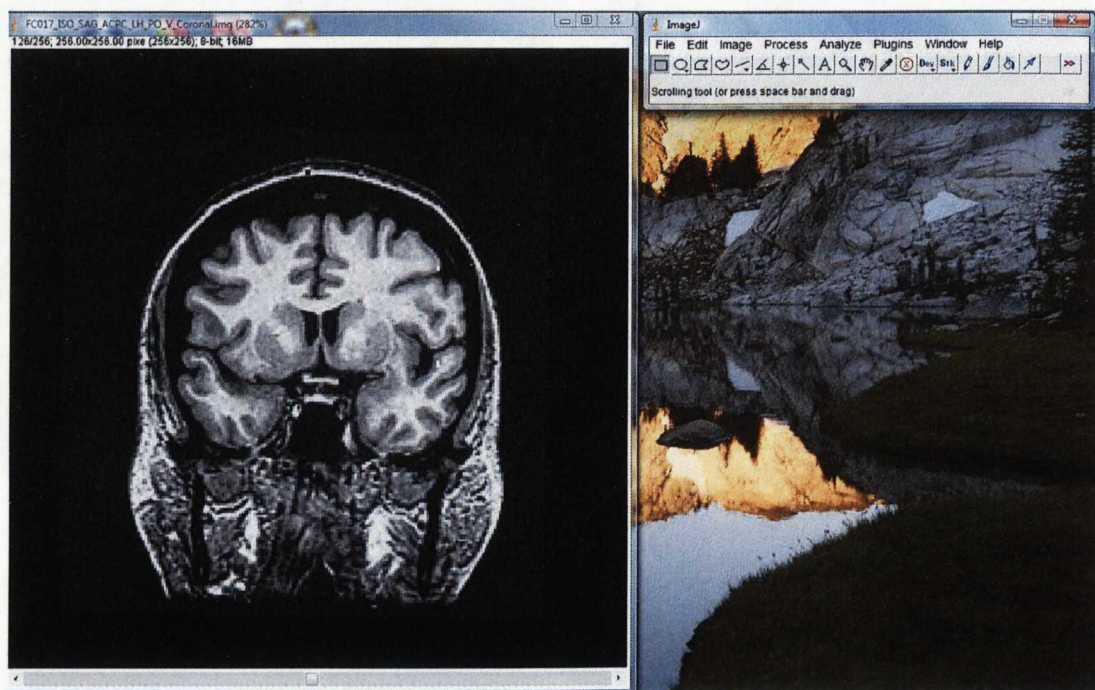 FC017_ISO_SAG_ACPC_LH_PO_V_Coronal.img (282%)
126/256; 256.00x256.00 pixe (256x256); 8-bit; 16MB
ImageJ
File Edit Image Process Analyze Plugins Window Help
A Dev Stk >>
Scrolling tool (or press space bar and drag)